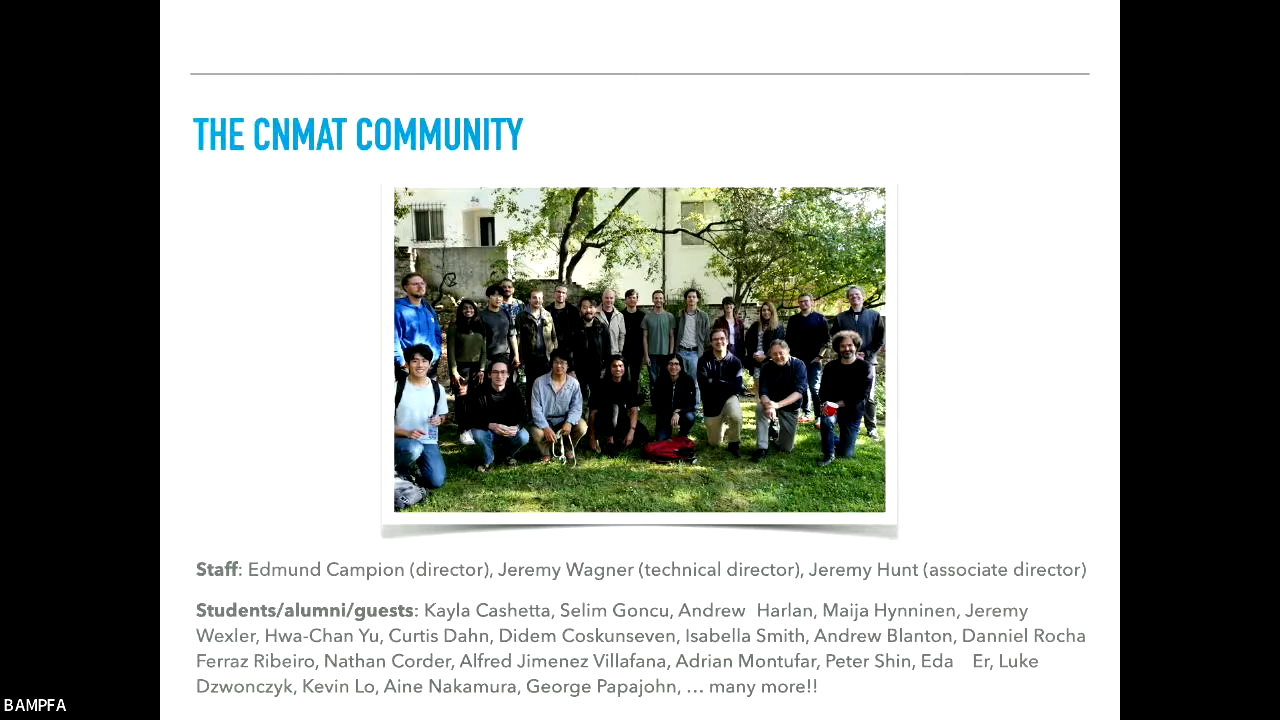 THE CNMAT COMMUNITY
Staff: Edmund Campion (director), Jeremy Wagner (technical director), Jeremy Hunt (associate director)
Students/alumni/guests: Kayla Cashetta, Selim Goncu, Andrew Harlan, Maija Hynninen, Jeremy
Wexler, Hwa-Chan Yu, Curtis Dahn, Didem Coskunseven, Isabella Smith, Andrew Blanton, Danniel Rocha
Ferraz Ribeiro, Nathan Corder, Alfred Jimenez Villafana, Adrian Montufar, Peter Shin, Eda Er, Luke
Dzwonczyk, Kevin Lo, Aine Nakamura, George Papajohn, … many more!!
BAMPFA